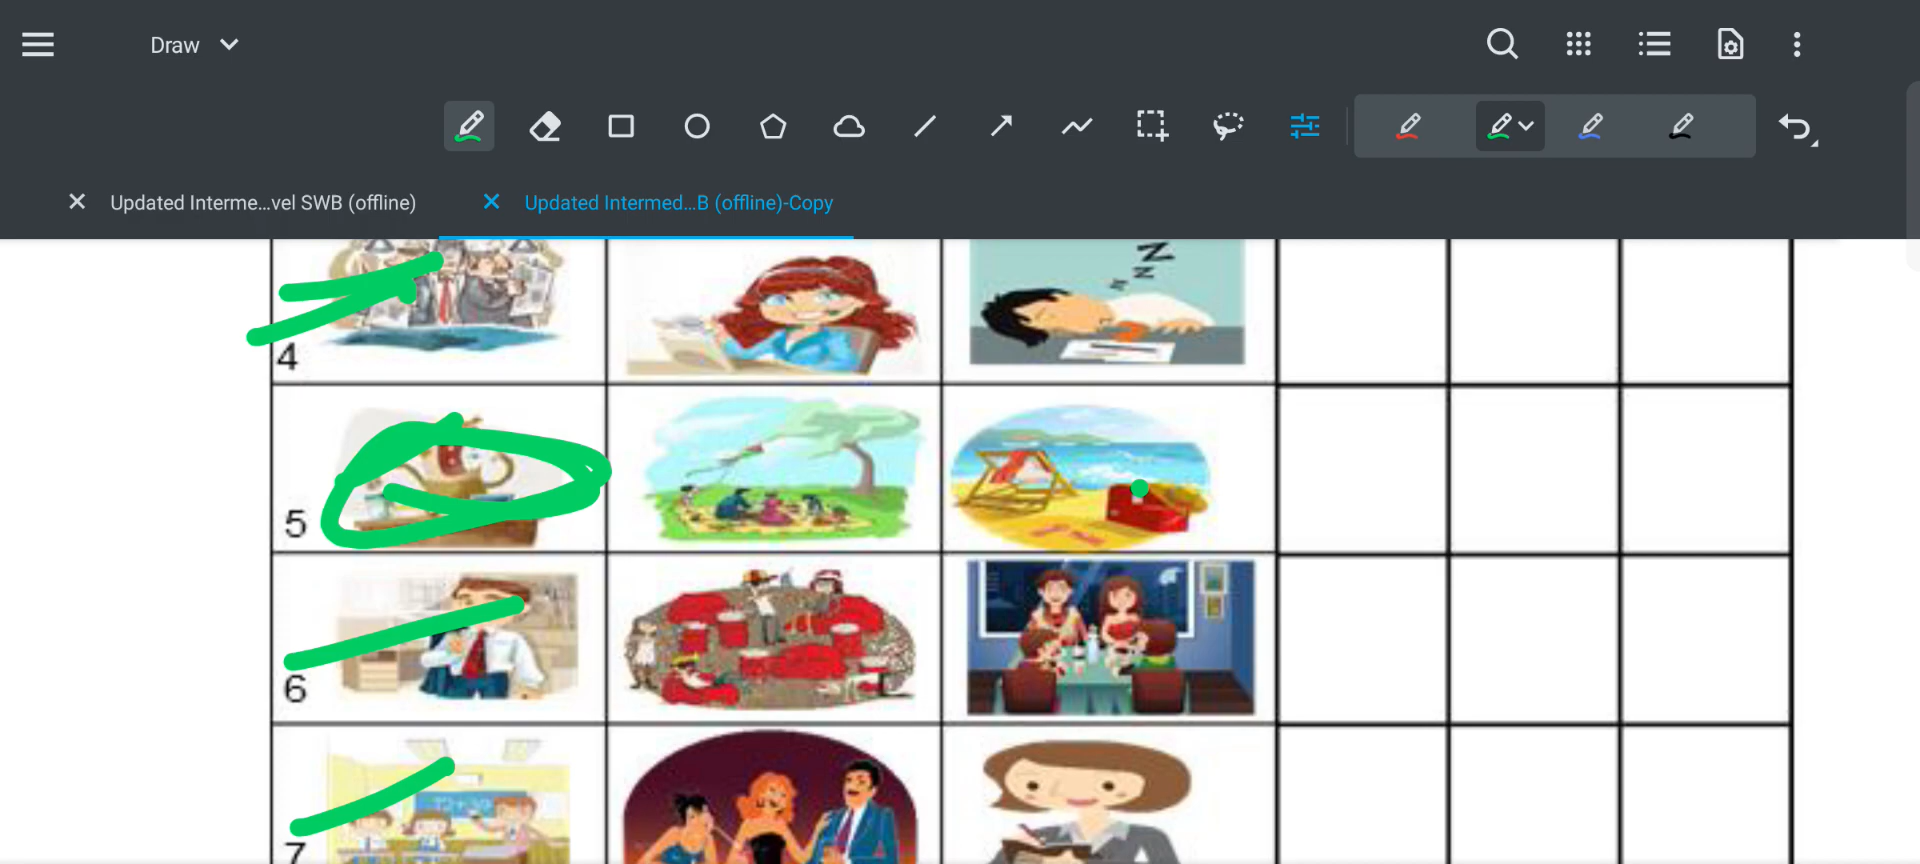 Draw
Updated Interme...vel SWB (offline)
Updated Intermed...B (offline)-Copy
z
z
Z
4
5
6
7